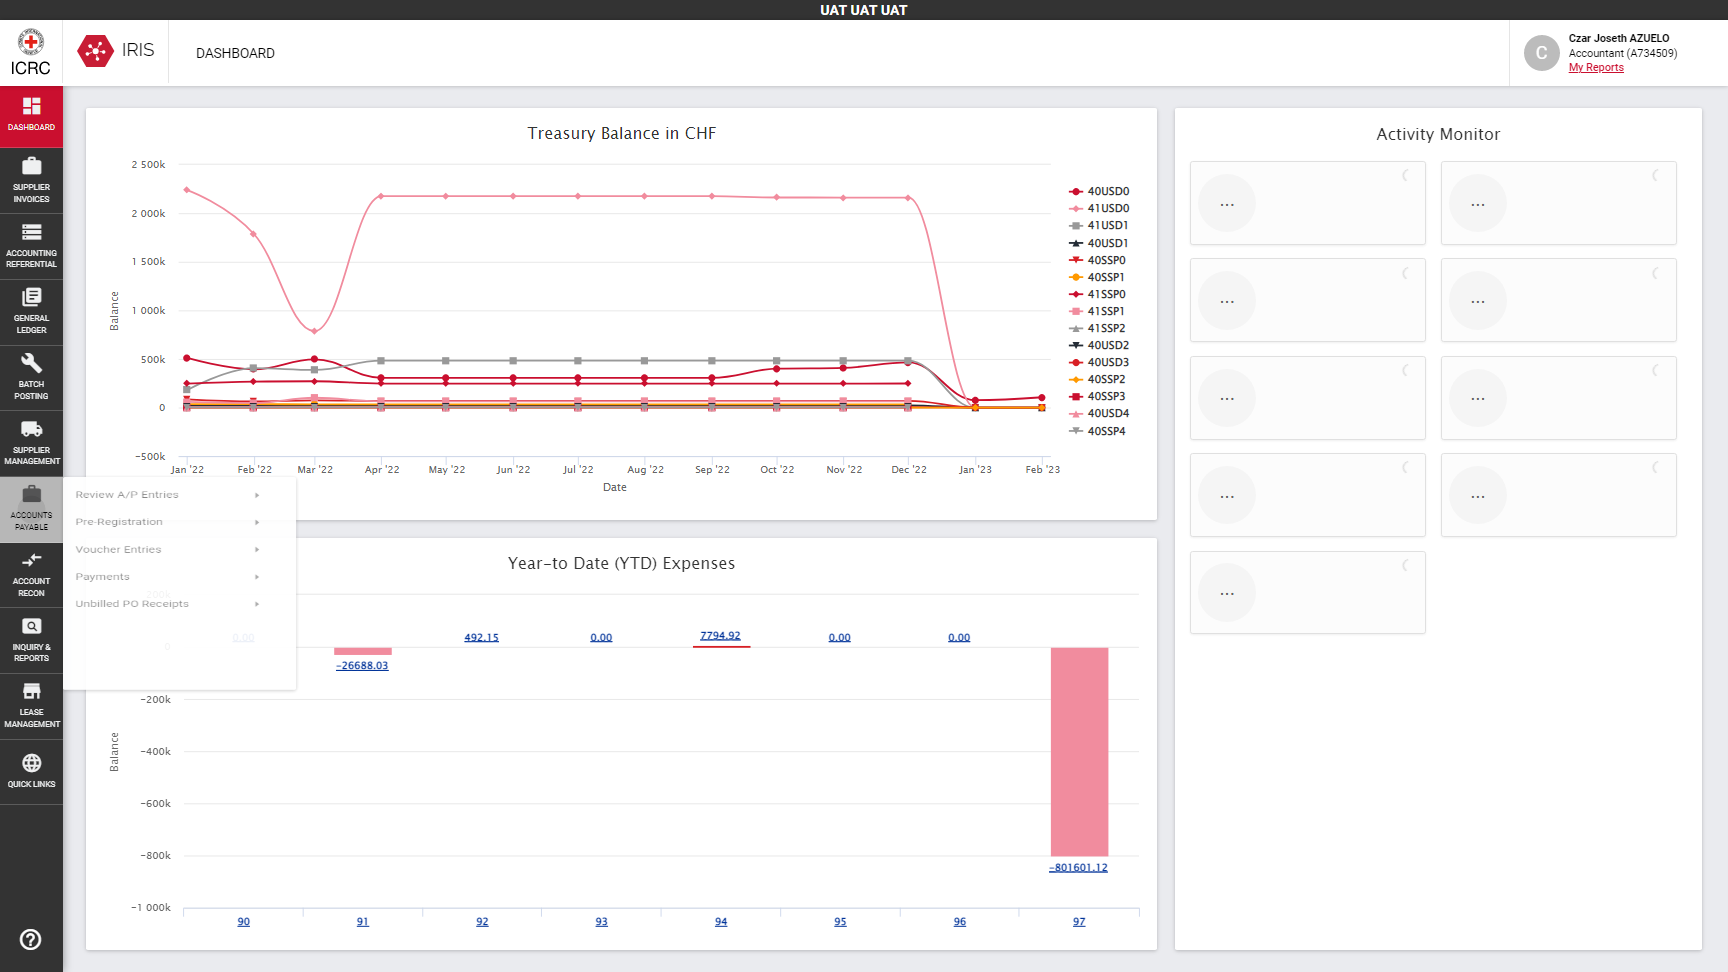 UAT UAT UAT
ICRC
IRIS
DASHBOARD
C
Czar Joseth AZUELO
Accountant (A734509)
My Reports
DASHBOARD
SUPPLIER
INVOICES
ACCOUNTING
REFERENTIAL
GENERAL
LEDGER
BATCH
POSTING
SUPPLIER
MANAGEMENT
ACCOUNTS
PAYABLE
ACCOUNT
RECON
INQUIRY &
REPORTS
LEASE
MANAGEMENT
QUICK LINKS
Review A/P Entries
Pre-Registration
Voucher Entries
Payments
Unbilled PO Receipts
Treasury Balance in CHF
2 500k
2 000k
1 500k
1 000k
500k
0
-500k
Balance
Jan '22 Feb '22 Mar '22 Apr '22 May '22 Jun '22 Jul '22 Aug '22 Sep '22 Oct '22 Nov '22 Dec '22 Jan '23 Feb '23
Date
40USD0
41USD0
41USD1
40USD1
40SSP0
40SSP1
41SSP0
41SSP1
41SSP2
40USD2
40USD3
40SSP2
40SSP3
40USD4
40SSP4
Year-to Date (YTD) Expenses
200k
0
-200k
-400k
-600k
-800k
-1 000k
Balance
0.00 -26688.03 492.15 0.00 7794.92 0.00 0.00 -801601.12
90 91 92 93 94 95 96 97
Activity Monitor
... ...
... ...
... ...
... ...
...